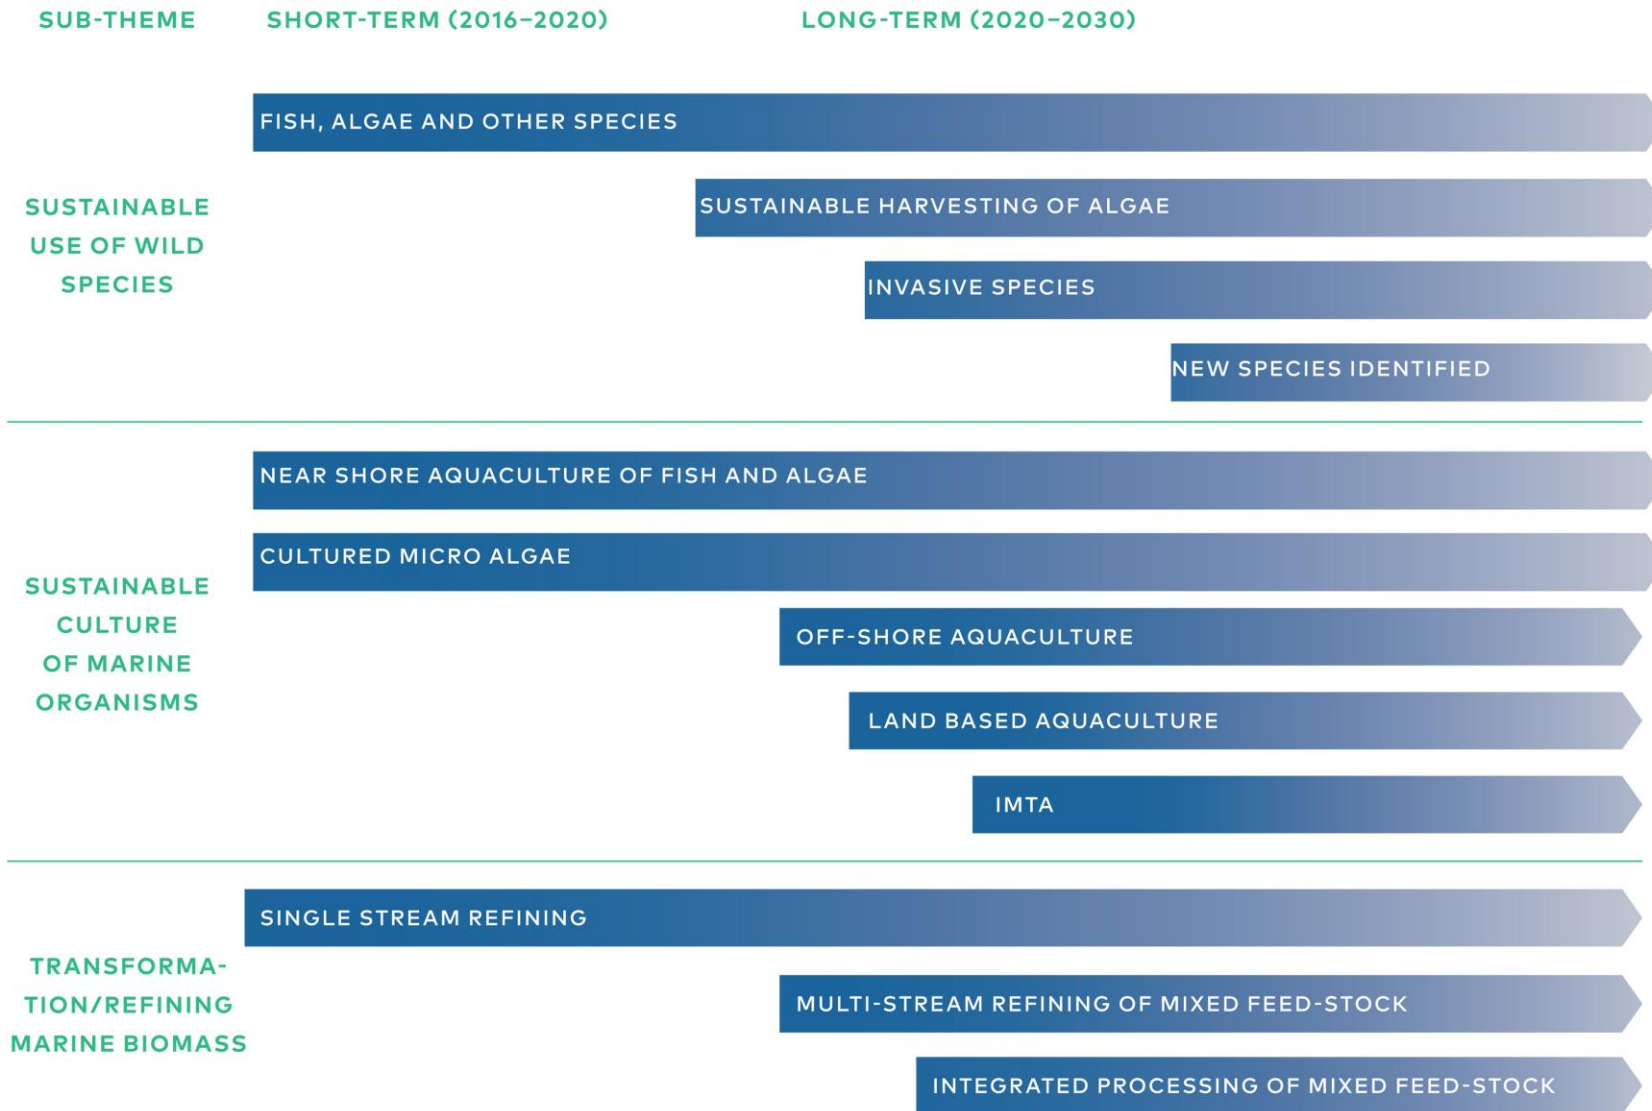 SUB-THEME SHORT-TERM (2016–2020) LONG-TERM (2020–2030)
SUSTAINABLE
USE OF WILD
SPECIES
FISH, ALGAE AND OTHER SPECIES
SUSTAINABLE HARVESTING OF ALGAE
INVASIVE SPECIES
NEW SPECIES IDENTIFIED
SUSTAINABLE
CULTURE
OF MARINE
ORGANISMS
NEAR SHORE AQUACULTURE OF FISH AND ALGAE
CULTURED MICRO ALGAE
OFF-SHORE AQUACULTURE
LAND BASED AQUACULTURE
IMTA
TRANSFORMA-
TION/REFINING
MARINE BIOMASS
SINGLE STREAM REFINING
MULTI-STREAM REFINING OF MIXED FEED-STOCK
INTEGRATED PROCESSING OF MIXED FEED-STOCK